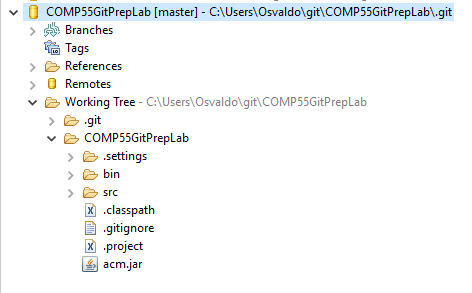 COMP55GitPrepLab [master] - C:\Users\Osvaldo\git\COMP55GitPrepLab\.git
Branches
Tags
References
Remotes
Working Tree - C:\Users\Osvaldo\git\COMP55GitPrepLab
.git
COMP55GitPrepLab
.settings
bin
src
.classpath
.gitignore
.project
acm.jar